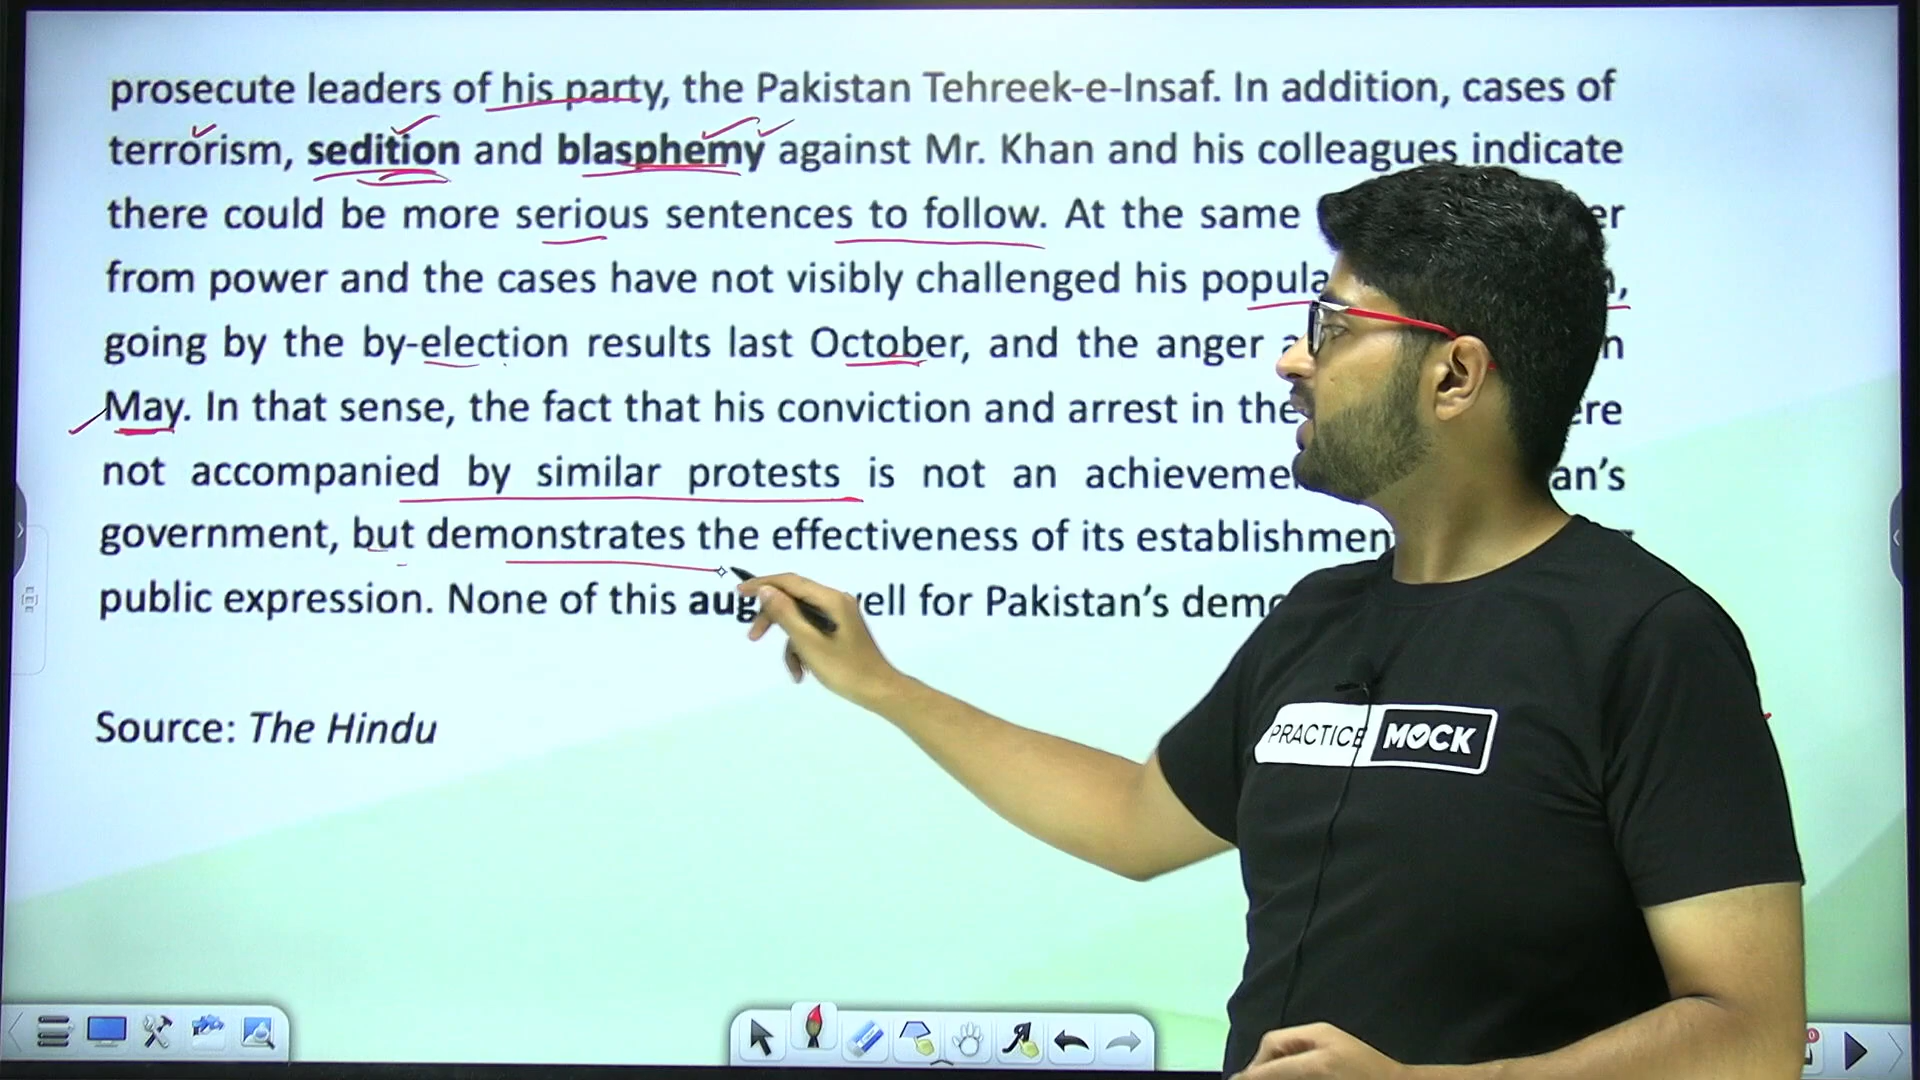 prosecute leaders of his party, the Pakistan Tehreek-e-Insaf. In addition, cases of
terrorism, sedition and blasphemy against Mr. Khan and his colleagues indicate
there could be more serious sentences to follow. At the same
from power and the cases have not visibly challenged his
going by the by-election results last October, and the anger
May. In that sense, the fact that his conviction and arrest in the
not accompanied by similar protests is not an
government, but demonstrates the effectiveness of its
public expression. None of this for Pakistan's
Source: The Hindu
PRACTICE MOCK